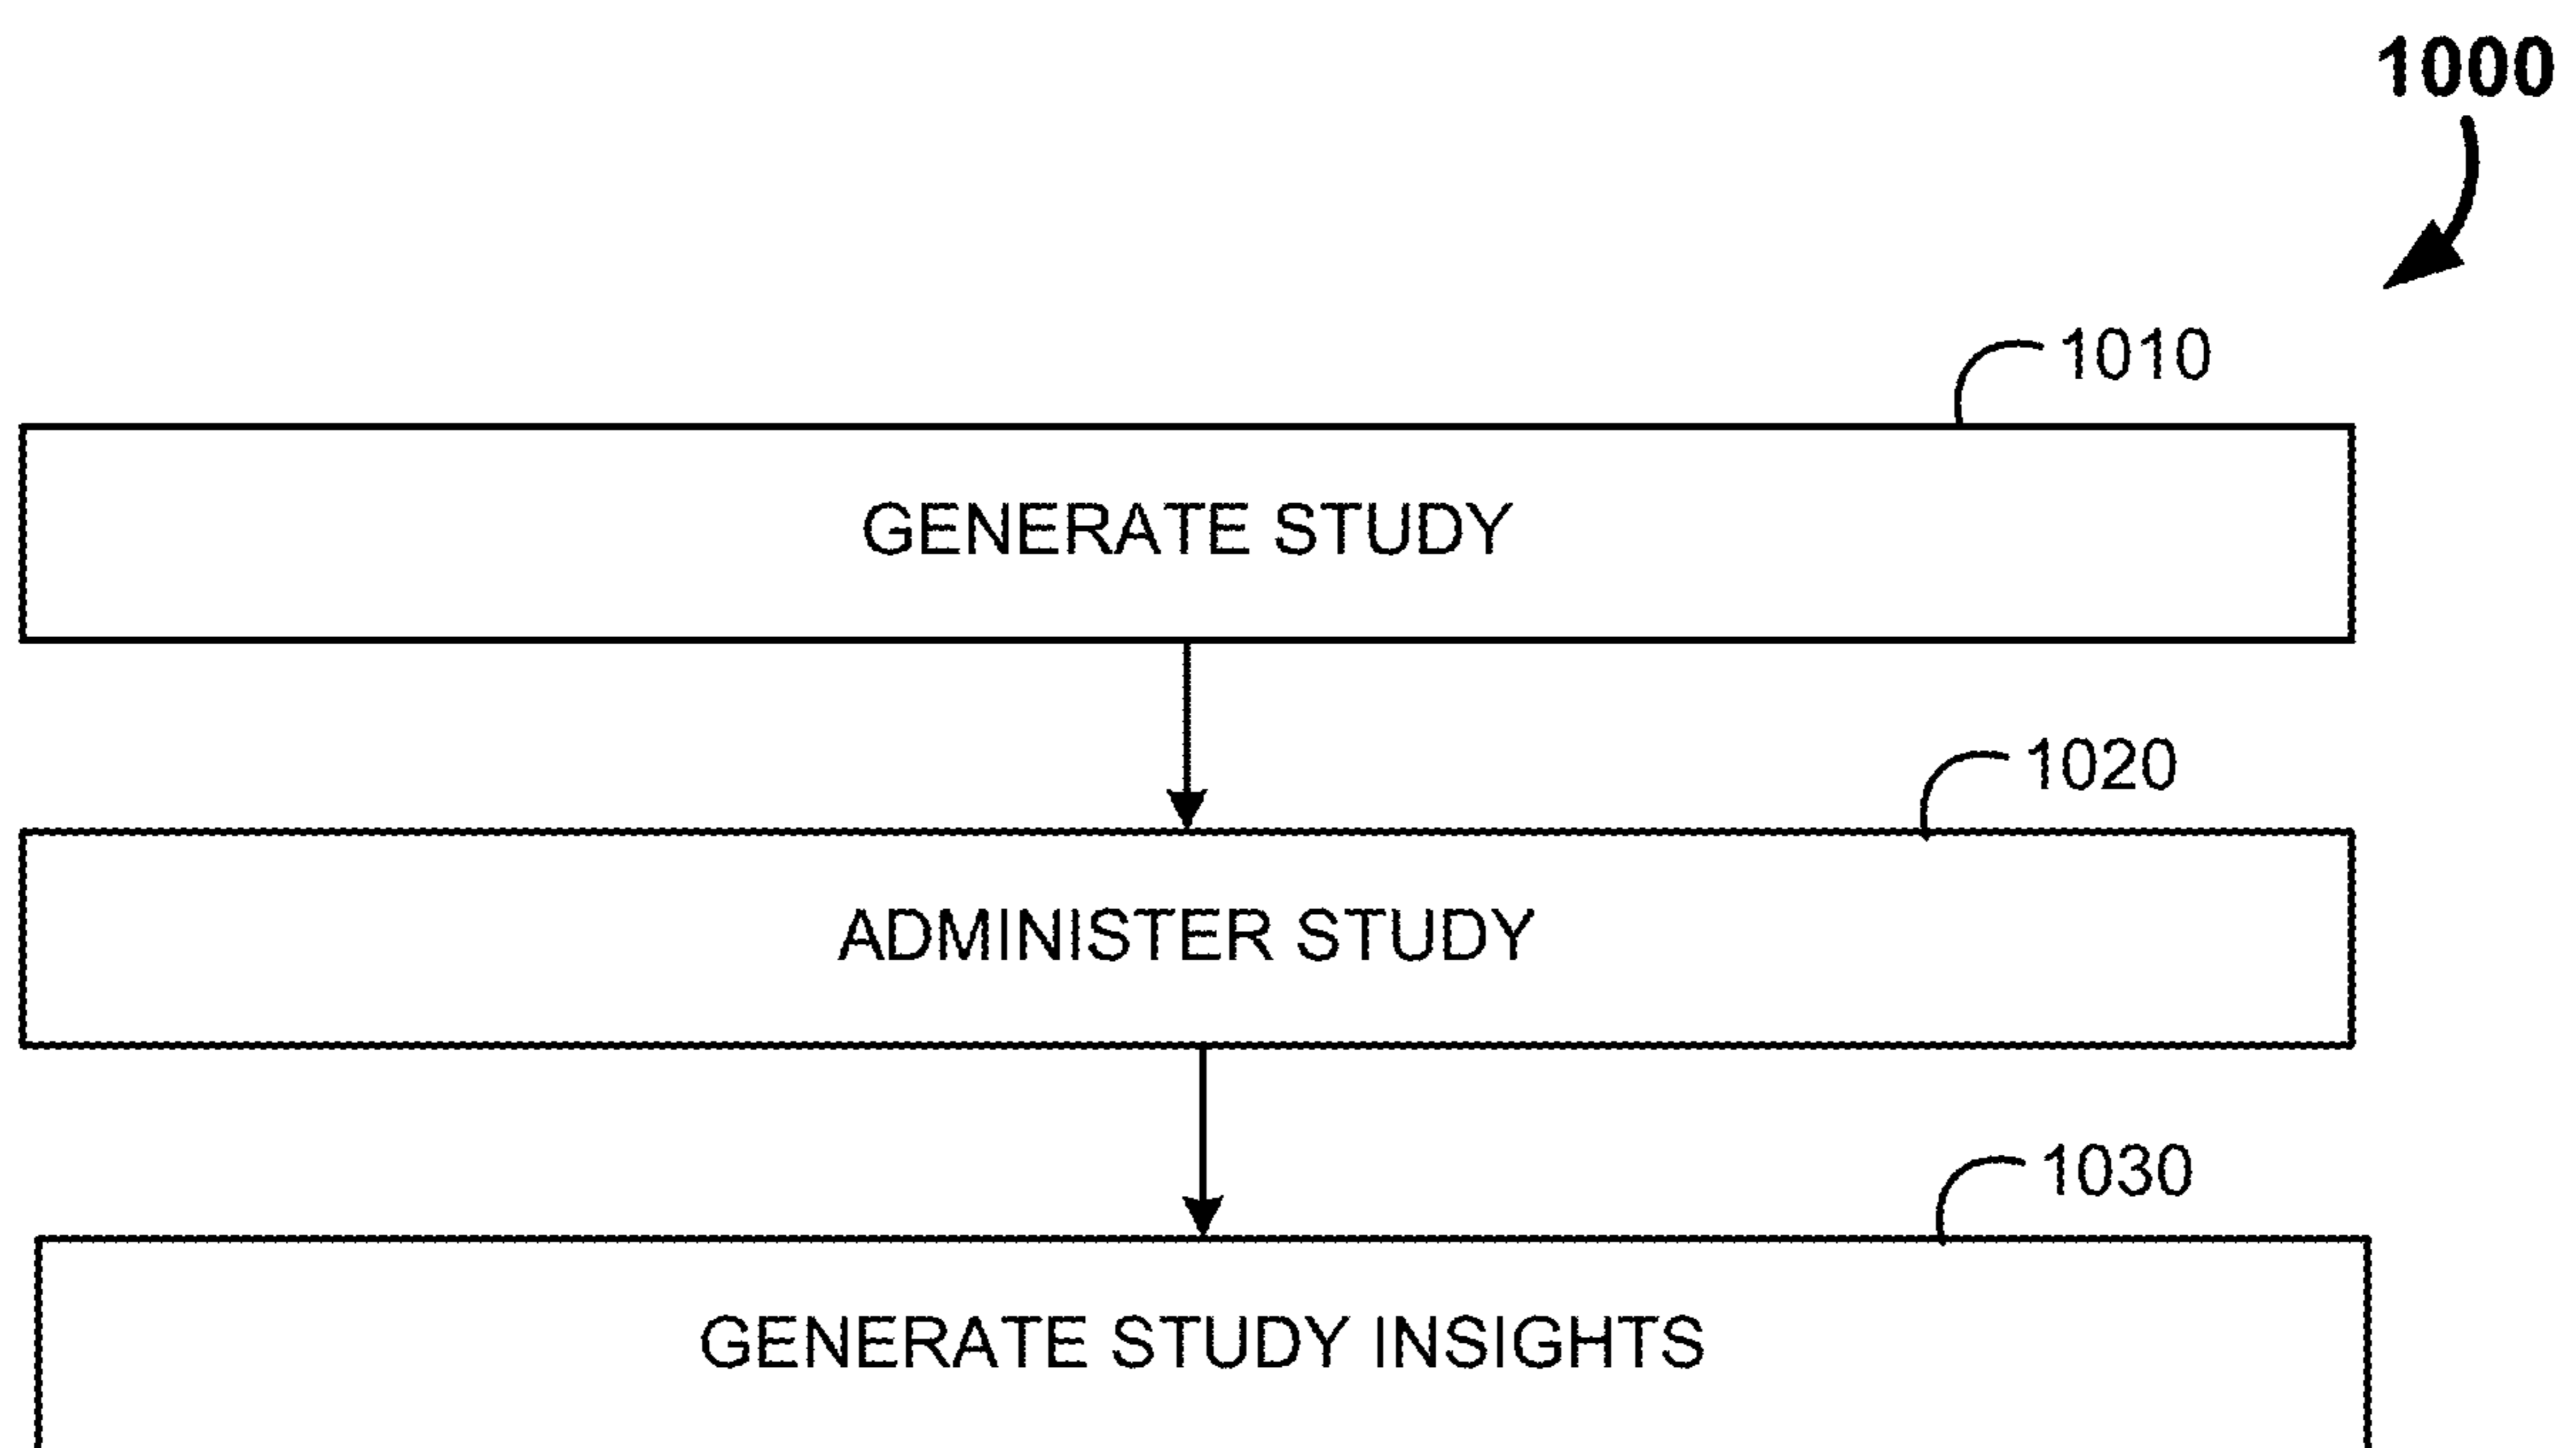 1000
1010
GENERATE STUDY
1020
ADMINISTER STUDY
1030
GENERATE STUDY INSIGHTS